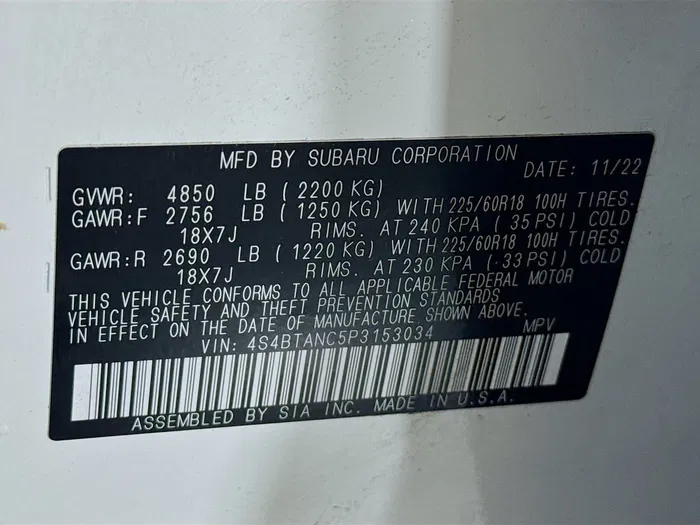 MFD BY SUBARU CORPORATION DATE: 11/22
GVWR: 4850 LB (2200 KG)
GAWR:F 2756 LB (1250 KG) WITH 225/60R18 100H TIRES.
18X7J RIMS. AT 240 KPA (35 PSI) COLD
GAWR:R 2690 LB (1220 KG) WITH 225/60R18 100H TIRES.
18X7J RIMS. AT 230 KPA (33 PSI) COLD
THIS VEHICLE CONFORMS TO ALL APPLICABLE FEDERAL MOTOR
VEHICLE SAFETY AND THEFT PREVENTION STANDARDS
IN EFFECT ON THE DATE OF MANUFACTURE SHOWN ABOVE.
VIN: 4S4BTANC5P3153034 MPV
ASSEMBLED BY SIA INC. MADE IN U.S.A.